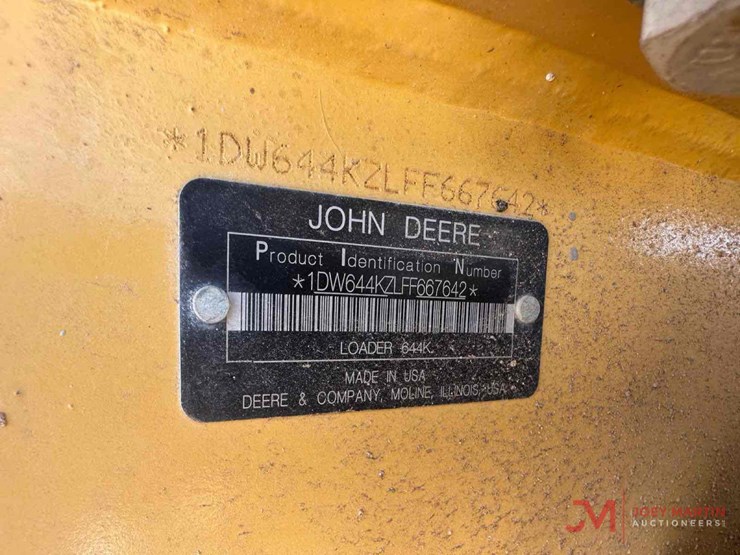 *1DW644KZLFF667642*
JOHN DEERE
Product Identification Number
*1DW644KZLFF667642*
LOADER 644K
MADE IN USA
DEERE & COMPANY, MOLINE, ILLINOIS, USA
JM JOEY MARTIN
AUCTIONEERS